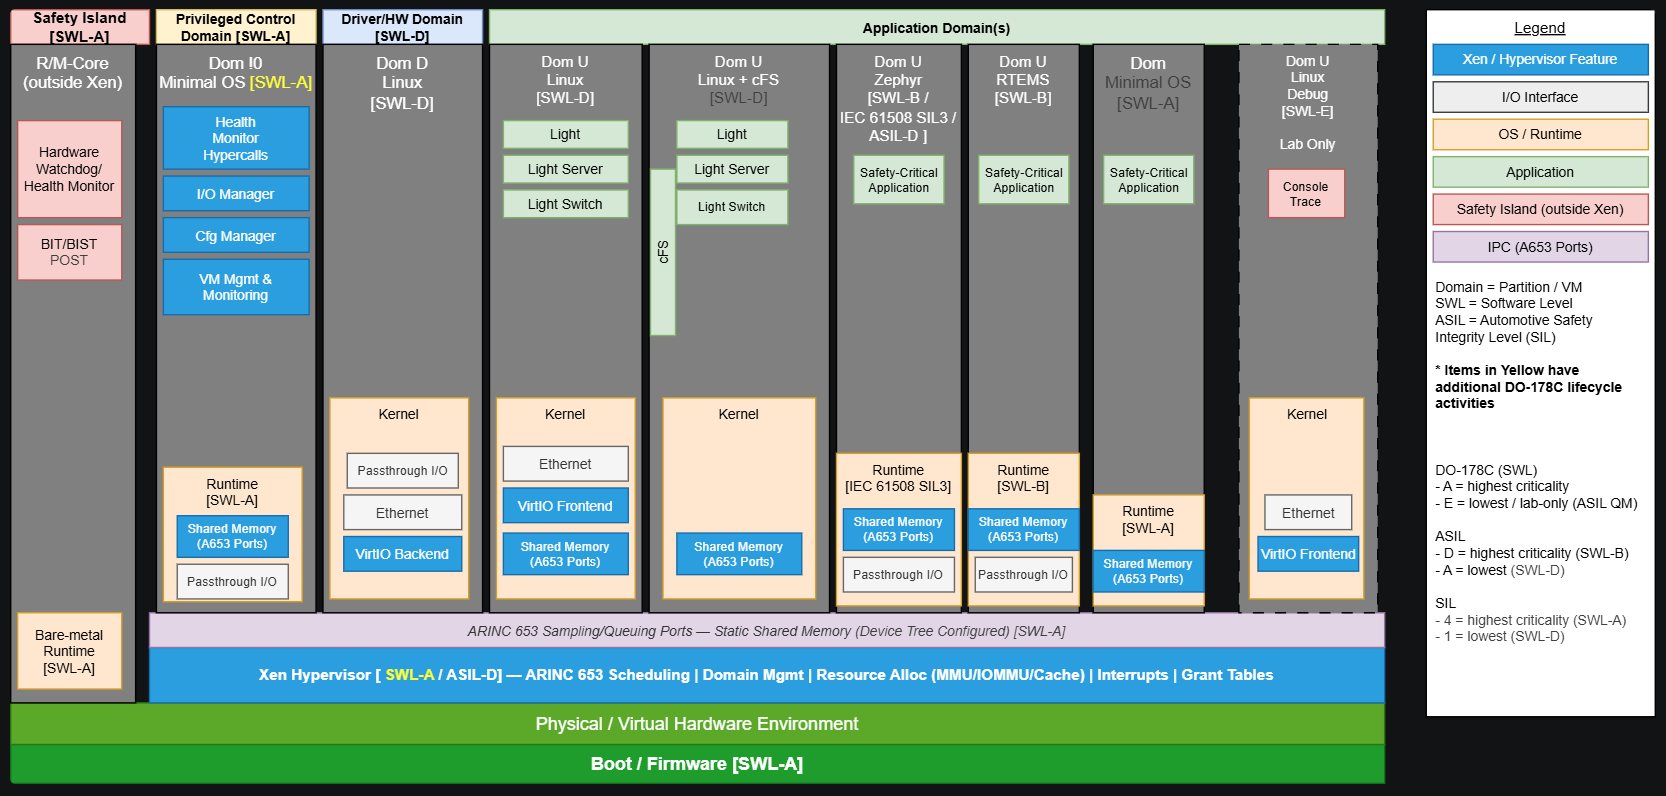 Safety Island
[SWL-A]
Privileged Control
Domain [SWL-A]
Driver/HW Domain
[SWL-D]
Application Domain(s)
R/M-Core
(outside Xen)
Hardware
Watchdog/
Health Monitor
BIT/BIST
POST
Bare-metal
Runtime
[SWL-A]
Dom !0
Minimal OS [SWL-A]
Health
Monitor
Hypercalls
I/O Manager
Cfg Manager
VM Mgmt &
Monitoring
Runtime
[SWL-A]
Shared Memory
(A653 Ports)
Passthrough I/O
Dom D
Linux
[SWL-D]
Kernel
Passthrough I/O
Ethernet
VirtIO Backend
Dom U
Linux
[SWL-D]
Light
Light Server
Light Switch
Kernel
Ethernet
VirtIO Frontend
Shared Memory
(A653 Ports)
Dom U
Linux + cFS
[SWL-D]
Light
Light Server
Light Switch
cFS
Kernel
Shared Memory
(A653 Ports)
Dom U
Zephyr
[SWL-B /
IEC 61508 SIL3 /
ASIL-D ]
Safety-Critical
Application
Runtime
[IEC 61508 SIL3]
Shared Memory
(A653 Ports)
Passthrough I/O
Dom U
RTEMS
[SWL-B]
Safety-Critical
Application
Runtime
[SWL-B]
Shared Memory
(A653 Ports)
Passthrough I/O
Dom
Minimal OS
[SWL-A]
Safety-Critical
Application
Runtime
[SWL-A]
Shared Memory
(A653 Ports)
Dom U
Linux
Debug
[SWL-E]
Lab Only
Console
Trace
Kernel
Ethernet
VirtIO Frontend
ARINC 653 Sampling/Queuing Ports — Static Shared Memory (Device Tree Configured) [SWL-A]
Xen Hypervisor [ SWL-A / ASIL-D] — ARINC 653 Scheduling | Domain Mgmt | Resource Alloc (MMU/IOMMU/Cache) | Interrupts | Grant Tables
Physical / Virtual Hardware Environment
Boot / Firmware [SWL-A]
Legend
Xen / Hypervisor Feature
I/O Interface
OS / Runtime
Application
Safety Island (outside Xen)
IPC (A653 Ports)
Domain = Partition / VM
SWL = Software Level
ASIL = Automotive Safety
Integrity Level (SIL)
* Items in Yellow have
additional DO-178C lifecycle
activities
DO-178C (SWL)
- A = highest criticality
- E = lowest / lab-only (ASIL QM)
ASIL
- D = highest criticality (SWL-B)
- A = lowest (SWL-D)
SIL
- 4 = highest criticality (SWL-A)
- 1 = lowest (SWL-D)